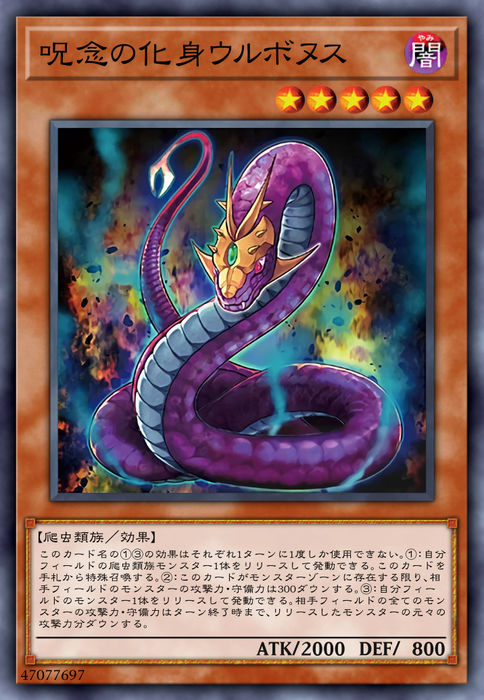 呪念の化身ウルボヌス
やみ
闇
【爬虫類族／効果】
このカード名の①③の効果はそれぞれ1ターンに1度しか使用できない。①：自分
フィールドの爬虫類族モンスター1体をリリースして発動できる。このカードを
手札から特殊召喚する。②：このカードがモンスターゾーンに存在する限り、相
手フィールドのモンスターの攻撃力・守備力は300ダウンする。③：自分フィー
ルドのモンスター1体をリリースして発動できる。相手フィールドの全てのモン
スターの攻撃力・守備力はターン終了時まで、リリースしたモンスターの元々の
攻撃力分ダウンする。
ATK/2000 DEF/ 800
47077697